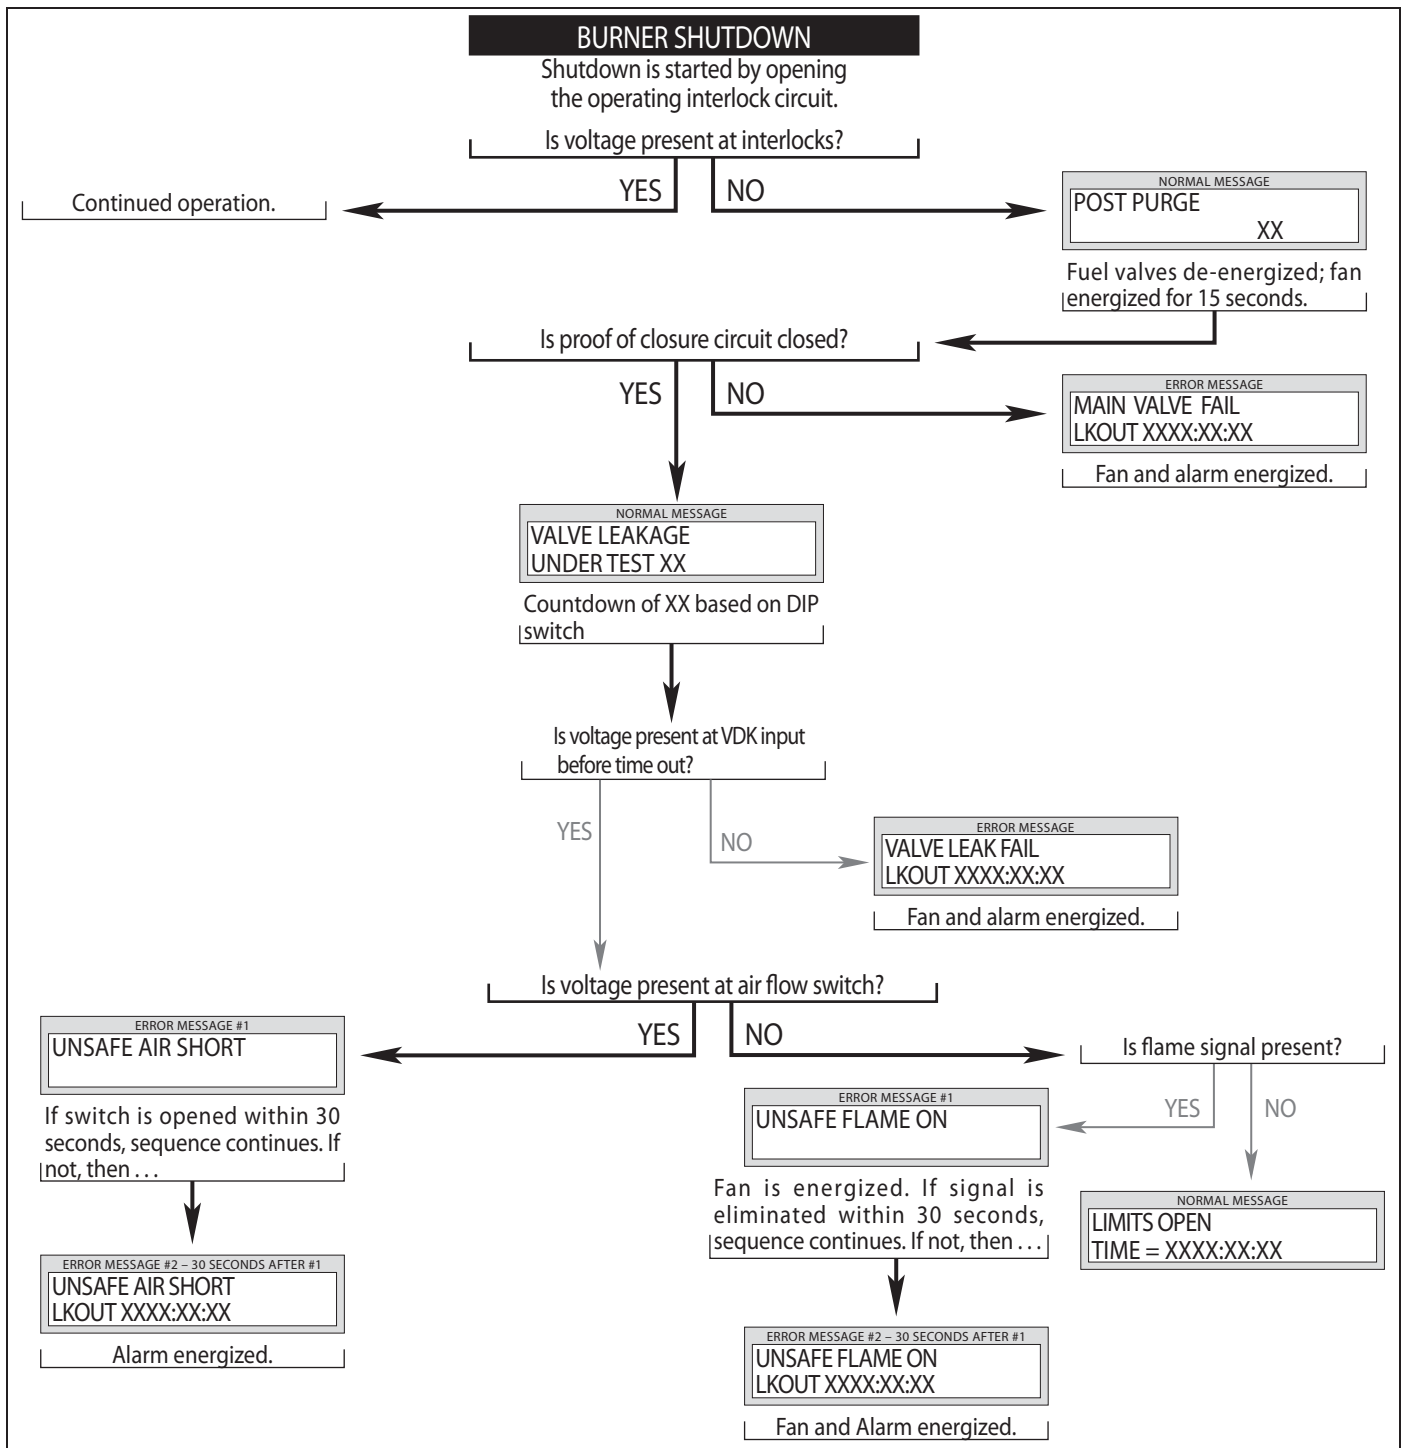 BURNER SHUTDOWN
Shutdown is started by opening
the operating interlock circuit.
Is voltage present at interlocks?
YES
NO
Continued operation.
NORMAL MESSAGE
POST PURGE
XX
Fuel valves de-energized; fan
energized for 15 seconds.
Is proof of closure circuit closed?
YES
NO
ERROR MESSAGE
MAIN VALVE FAIL
LKOUT XXXX:XX:XX
Fan and alarm energized.
NORMAL MESSAGE
VALVE LEAKAGE
UNDER TEST XX
Countdown of XX based on DIP
switch
Is voltage present at VDK input
before time out?
YES
NO
ERROR MESSAGE
VALVE LEAK FAIL
LKOUT XXXX:XX:XX
Fan and alarm energized.
Is voltage present at air flow switch?
YES
NO
ERROR MESSAGE #1
UNSAFE AIR SHORT
If switch is opened within 30
seconds, sequence continues. If
not, then . . .
ERROR MESSAGE #2 – 30 SECONDS AFTER #1
UNSAFE AIR SHORT
LKOUT XXXX:XX:XX
Alarm energized.
Is flame signal present?
YES
NO
ERROR MESSAGE #1
UNSAFE FLAME ON
Fan is energized. If signal is
eliminated within 30 seconds,
sequence continues. If not, then . . .
ERROR MESSAGE #2 – 30 SECONDS AFTER #1
UNSAFE FLAME ON
LKOUT XXXX:XX:XX
Fan and Alarm energized.
NORMAL MESSAGE
LIMITS OPEN
TIME = XXXX:XX:XX